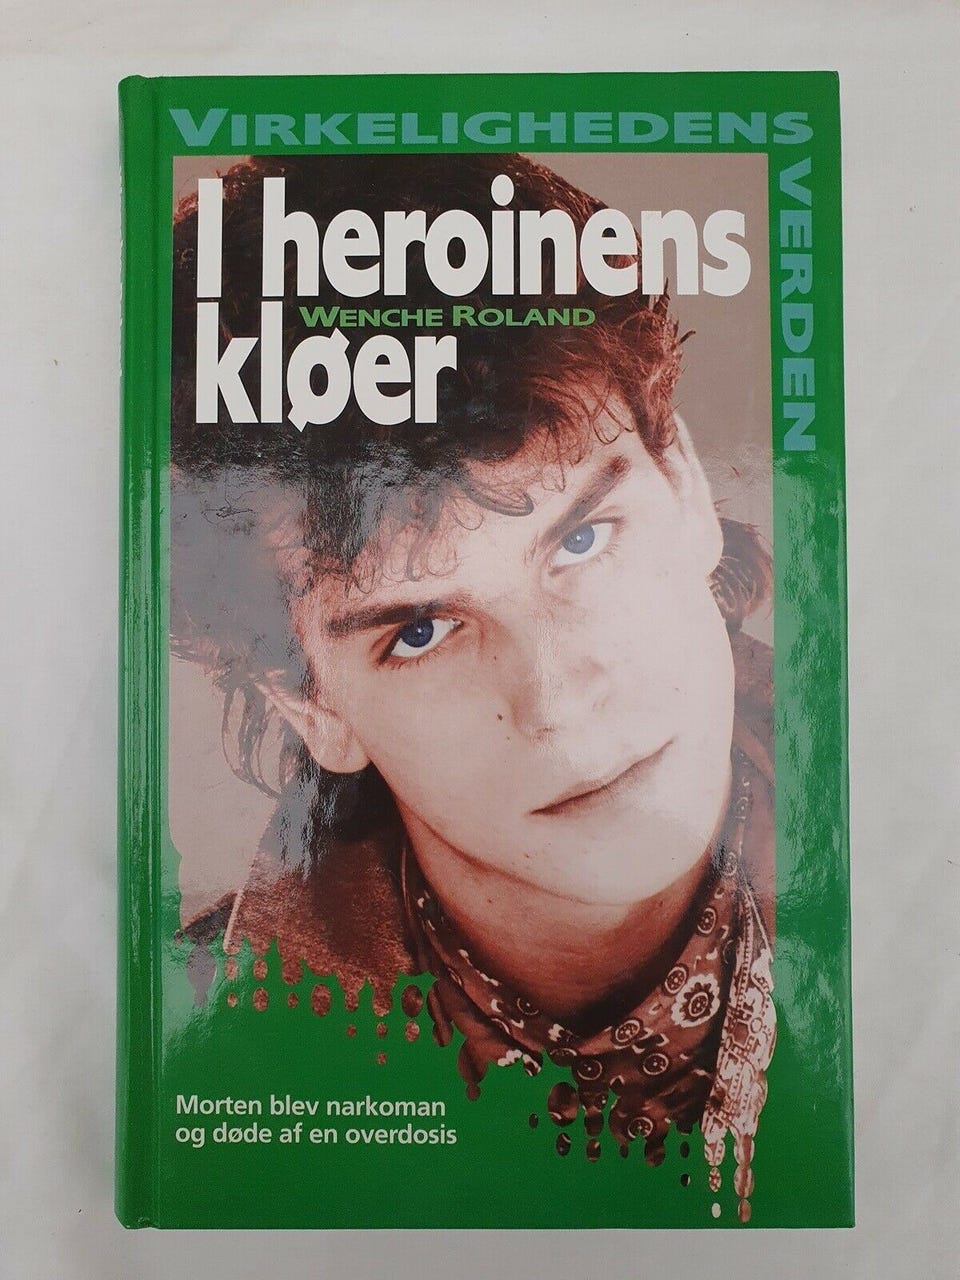 VIRKELIGHEDENS
VERDEN
I heroinens
WENCHE ROLAND
kløer
Morten blev narkoman
og døde af en overdosis